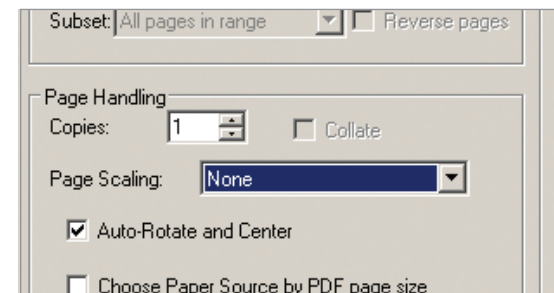 Subset: All pages in range Reverse pages
Page Handling
Copies: 1 Collate
Page Scaling: None
Auto-Rotate and Center
Choose Paper Source by PDF page size